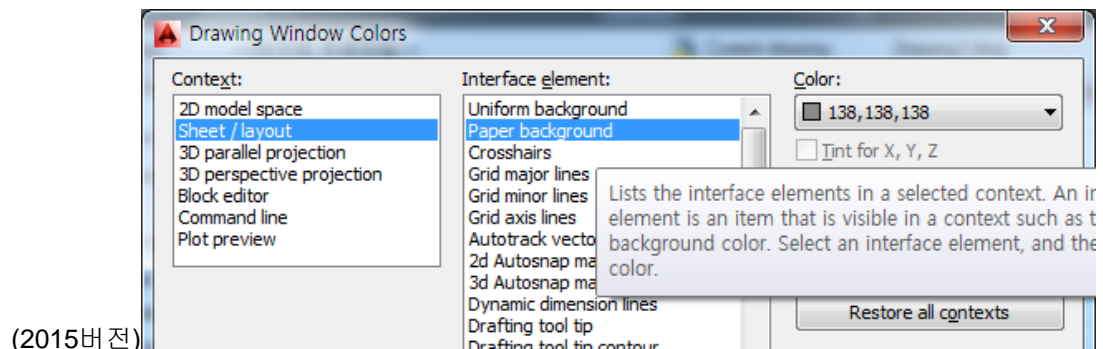 Drawing Window Colors
Context:
2D model space
Sheet / layout
3D parallel projection
3D perspective projection
Block editor
Command line
Plot preview
Interface element:
Uniform background
Paper background
Crosshairs
Grid major lines
Grid minor lines
Grid axis lines
Autotrack vecto
2d Autosnap ma
3d Autosnap ma
Dynamic dimension lines
Drafting tool tip
Drafting tool tip contour
Color:
138,138,138
Tint for X, Y, Z
Lists the interface elements in a selected context. An in
element is an item that is visible in a context such as t
background color. Select an interface element, and the
color.
Restore all contexts
(2015버전)